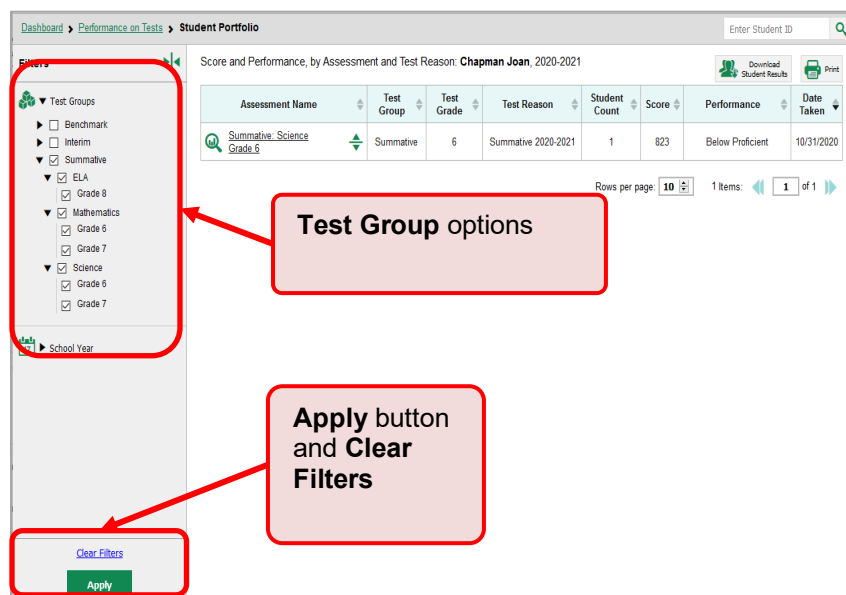 Dashboard > Performance on Tests > Student Portfolio
Enter Student ID
Filters
Score and Performance, by Assessment and Test Reason: Chapman Joan, 2020-2021
Download
Student Results
Print
Test Groups
Benchmark
Interim
Summative
ELA
Grade 8
Mathematics
Grade 6
Grade 7
Science
Grade 6
Grade 7
School Year
Assessment Name
Test Group
Test Grade
Test Reason
Student Count
Score
Performance
Date Taken
Summative: Science
Grade 6
Summative
6
Summative 2020-2021
1
823
Below Proficient
10/31/2020
Rows per page: 10 1 Items: 1 of 1
Test Group options
Apply button
and Clear
Filters
Clear Filters
Apply